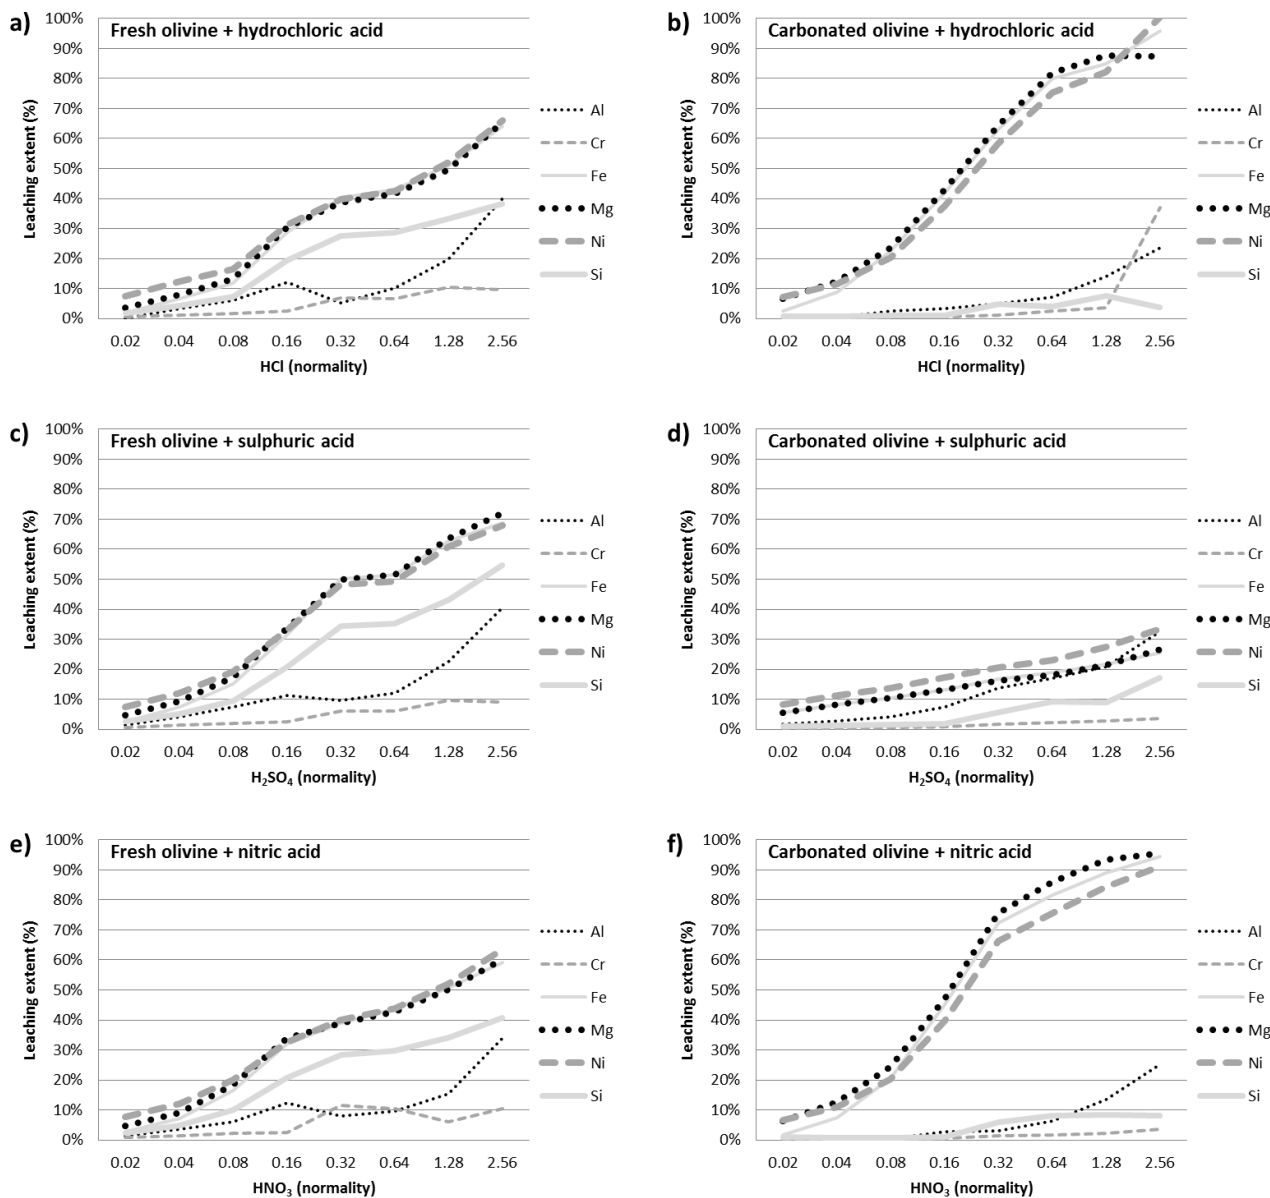 a)
Fresh olivine + hydrochloric acid
Leaching extent (%)
100%
90%
80%
70%
60%
50%
40%
30%
20%
10%
0%
0.02 0.04 0.08 0.16 0.32 0.64 1.28 2.56
HCl (normality)
Al
Cr
Fe
Mg
Ni
Si
b)
Carbonated olivine + hydrochloric acid
Leaching extent (%)
100%
90%
80%
70%
60%
50%
40%
30%
20%
10%
0%
0.02 0.04 0.08 0.16 0.32 0.64 1.28 2.56
HCl (normality)
Al
Cr
Fe
Mg
Ni
Si
c)
Fresh olivine + sulphuric acid
Leaching extent (%)
100%
90%
80%
70%
60%
50%
40%
30%
20%
10%
0%
0.02 0.04 0.08 0.16 0.32 0.64 1.28 2.56
H₂SO₄ (normality)
Al
Cr
Fe
Mg
Ni
Si
d)
Carbonated olivine + sulphuric acid
Leaching extent (%)
100%
90%
80%
70%
60%
50%
40%
30%
20%
10%
0%
0.02 0.04 0.08 0.16 0.32 0.64 1.28 2.56
H₂SO₄ (normality)
Al
Cr
Fe
Mg
Ni
Si
e)
Fresh olivine + nitric acid
Leaching extent (%)
100%
90%
80%
70%
60%
50%
40%
30%
20%
10%
0%
0.02 0.04 0.08 0.16 0.32 0.64 1.28 2.56
HNO₃ (normality)
Al
Cr
Fe
Mg
Ni
Si
f)
Carbonated olivine + nitric acid
Leaching extent (%)
100%
90%
80%
70%
60%
50%
40%
30%
20%
10%
0%
0.02 0.04 0.08 0.16 0.32 0.64 1.28 2.56
HNO₃ (normality)
Al
Cr
Fe
Mg
Ni
Si